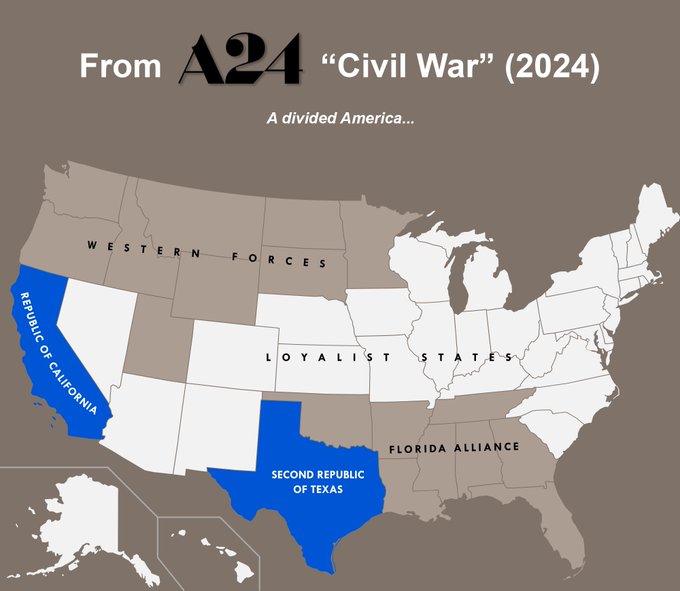 From A24 “Civil War” (2024)
A divided America...
WESTERN FORCES
REPUBLIC OF CALIFORNIA
LOYALIST STATES
FLORIDA ALLIANCE
SECOND REPUBLIC
OF TEXAS